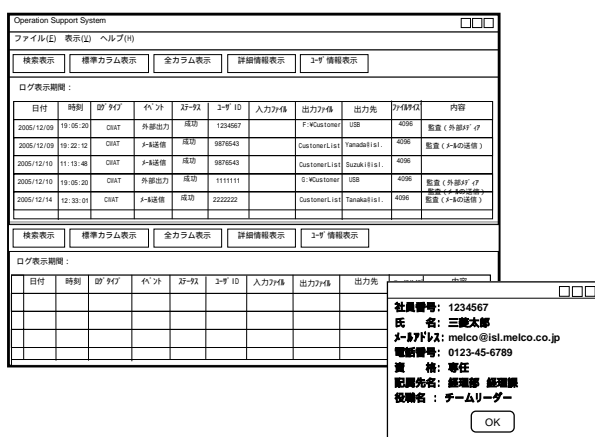 Operation Support System
ファイル(F) 表示(V) ヘルプ(H)
検索表示 標準カラム表示 全カラム表示 詳細情報表示 ユーザ情報表示
ログ表示期間：
日付 時刻 ログタイプ イベント ステータス ユーザID 入力ファイル 出力ファイル 出力先 ファイルサイズ 内容
2005/12/09 19:05:20 CWAT 外部出力 成功 1234567 F:¥Customer USB 4096 監査(外部メディア
2005/12/09 19:22:12 CWAT メール送信 成功 9876543 CustomerList Yamada@isl. 4096 監査(メールの送信)
2005/12/10 11:13:48 CWAT メール送信 成功 9876543 CustomerList Suzuki@isl. 4096
2005/12/10 19:05:20 CWAT 外部出力 成功 1111111 G:¥Customer USB 4096 監査(外部メディア
監査(メールの送信)
2005/12/14 12:33:01 CWAT メール送信 成功 2222222 CustomerList Tanaka@isl. 4096 監査(メールの送信)
検索表示 標準カラム表示 全カラム表示 詳細情報表示 ユーザ情報表示
ログ表示期間：
日付 時刻 ログタイプ イベント ステータス ユーザID 入力ファイル 出力ファイル 出力先 内容
社員番号: 1234567
氏 名: 三菱太郎
メールアドレス: melco@isl.melco.co.jp
電話番号: 0123-45-6789
資 格: 専任
配属先名: 経理部 経理課
役職名 : チームリーダー
OK